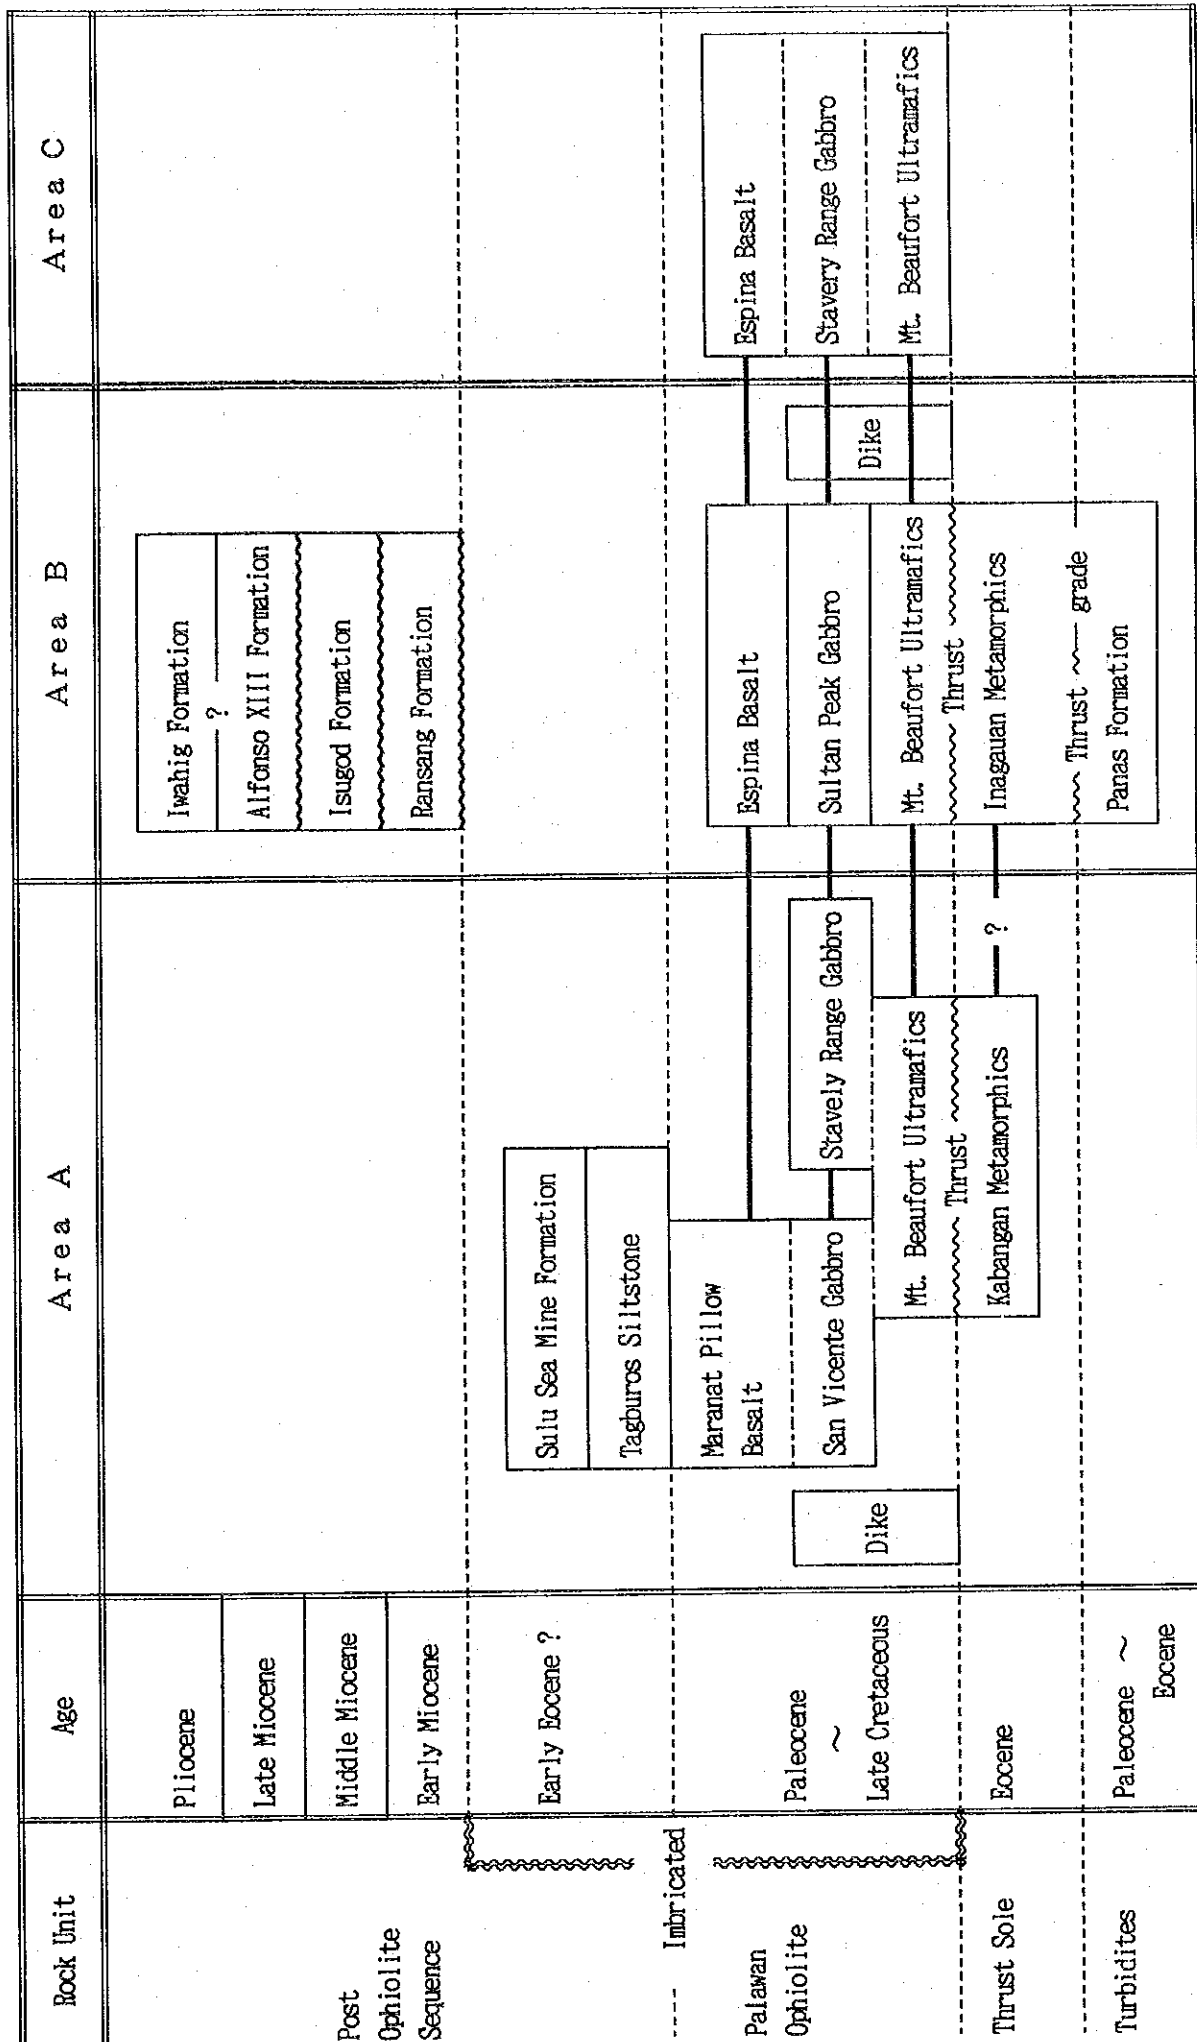 Rock Unit
Age
Area A
Area B
Area C
Post
Ophiolite
Sequence
Imbricated
Palawan
Ophiolite
Thrust Sole
Turbidites
Pliocene
Late Miocene
Middle Miocene
Early Miocene
Early Eocene ?
Paleocene
~
Late Cretaceous
Eocene
Paleocene ~
Eocene
Dike
Sulu Sea Mine Formation
Tagburos Siltstone
Maranat Pillow
Basalt
San Vicente Gabbro
Stavely Range Gabbro
Mt. Beaufort Ultramafics
Thrust
Kabangan Metamorphics
?
Iwahig Formation
?
Alfonso XIII Formation
Isugod Formation
Ransang Formation
Espina Basalt
Sultan Peak Gabbro
Mt. Beaufort Ultramafics
Thrust
Inagauan Metamorphics
Thrust ~ grade
Panas Formation
Dike
Espina Basalt
Stavery Range Gabbro
Mt. Beaufort Ultramafics